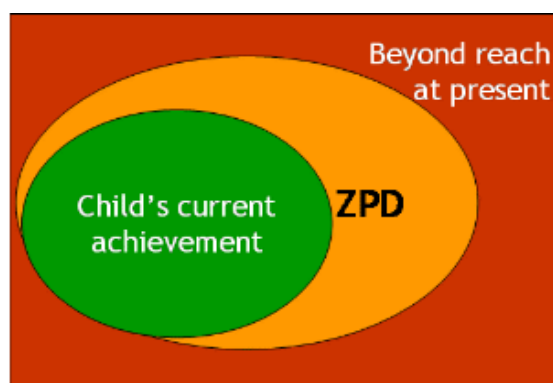 Beyond reach
at present
Child's current
achievement
ZPD